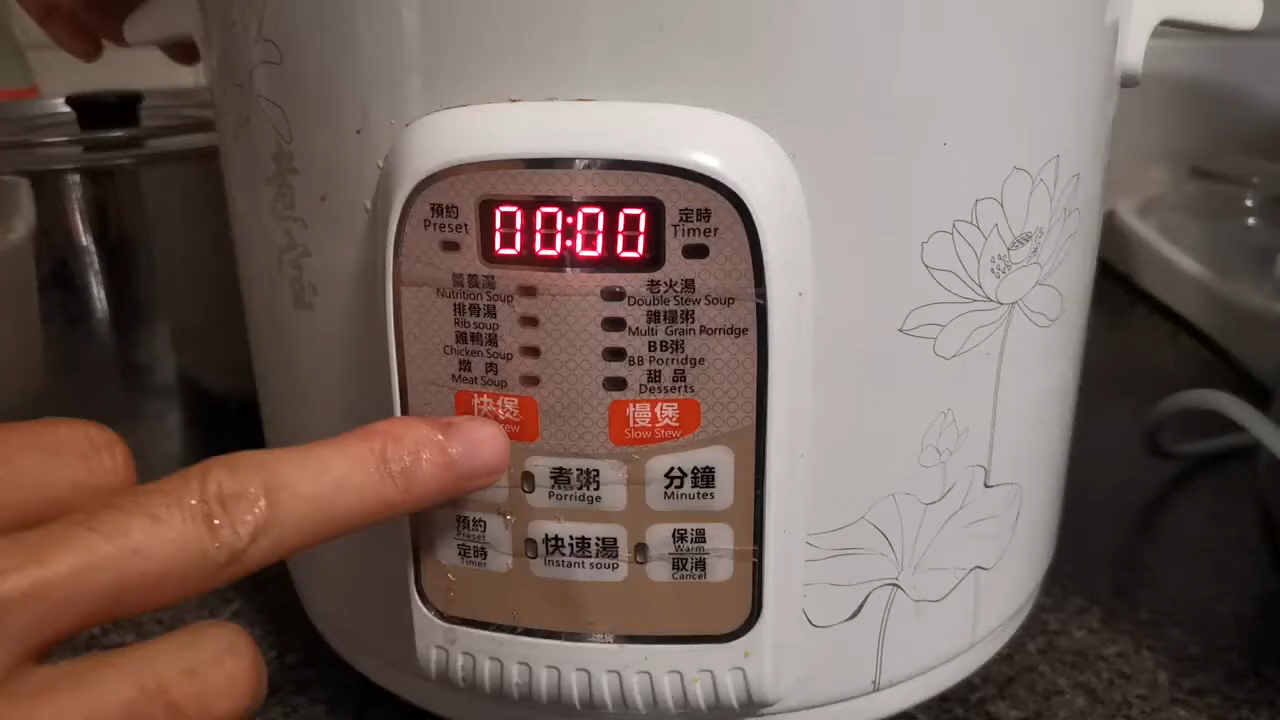 預約
Preset
00:00
定時
Timer
營養湯
Nutrition Soup
老火湯
Double Stew Soup
排骨湯
Rib soup
雜糧粥
Multi Grain Porridge
雞鴨湯
Chicken Soup
BB粥
BB Porridge
燉肉
Meat Soup
甜品
Desserts
快煲
慢煲
Slow Stew
煮粥
Porridge
分鐘
Minutes
預約
Preset
定時
Timer
快速湯
Instant soup
保溫
Warm
取消
Cancel